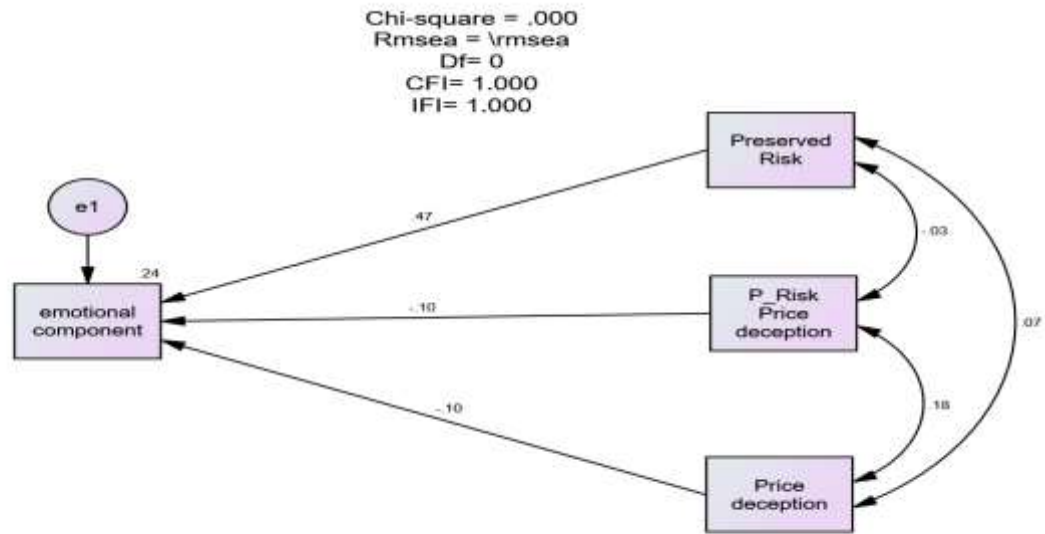 Chi-square = .000
Rmsea = \rmsea
Df= 0
CFI= 1.000
IFI= 1.000
Preserved
Risk
e1
.47
-.03
.24
emotional
component
P_Risk
Price
deception
-.10
.07
.18
-.10
Price
deception